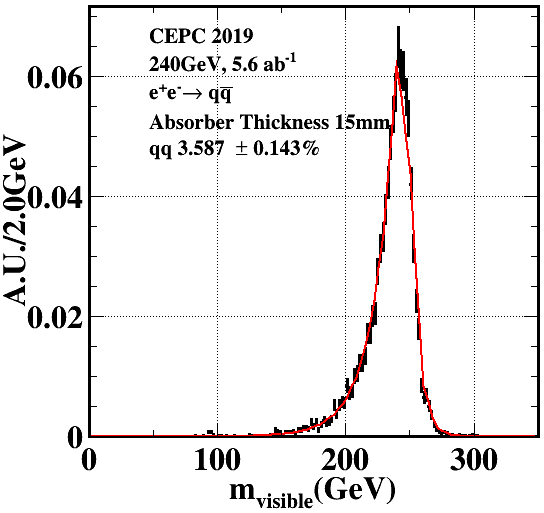 CEPC 2019
240GeV, 5.6 ab⁻¹
e⁺e⁻→ qq̅
Absorber Thickness 15mm
qq 3.587 ± 0.143%
A.U./2.0GeV
0.06
0.04
0.02
0
0 100 200 300
m_visible(GeV)